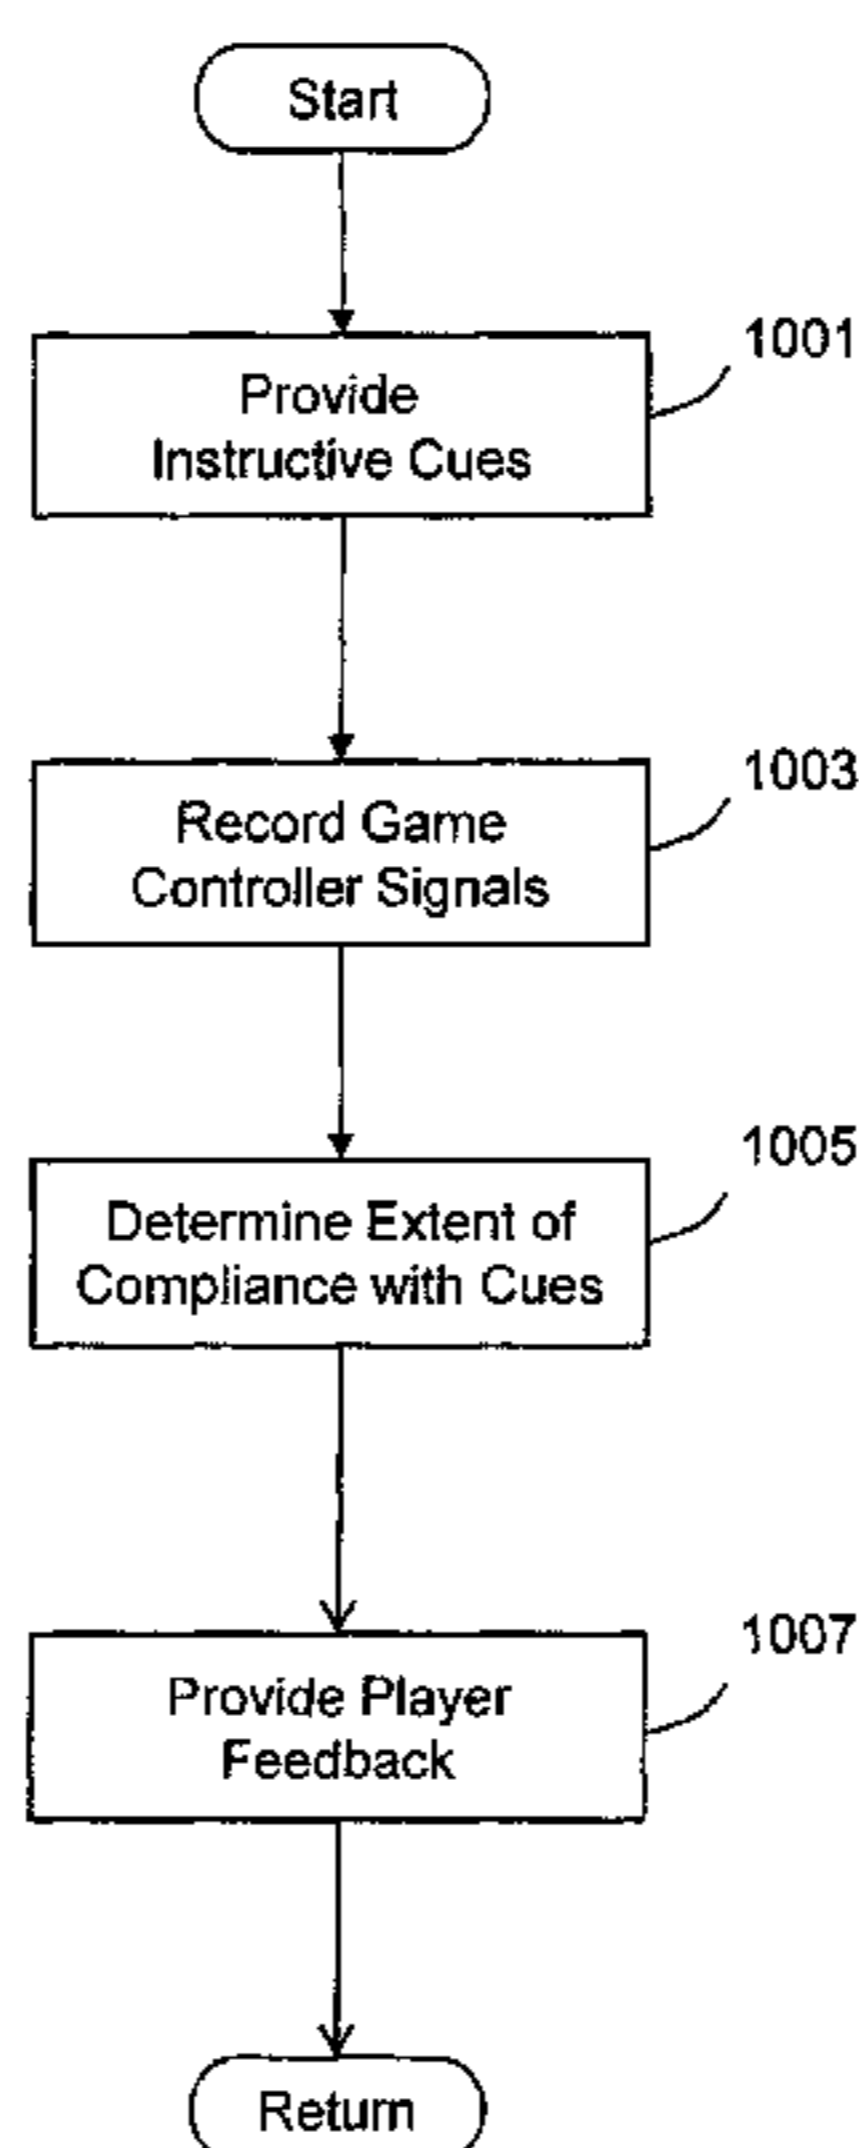 Start
1001
Provide
Instructive Cues
1003
Record Game
Controller Signals
1005
Determine Extent of
Compliance with Cues
1007
Provide Player
Feedback
Return